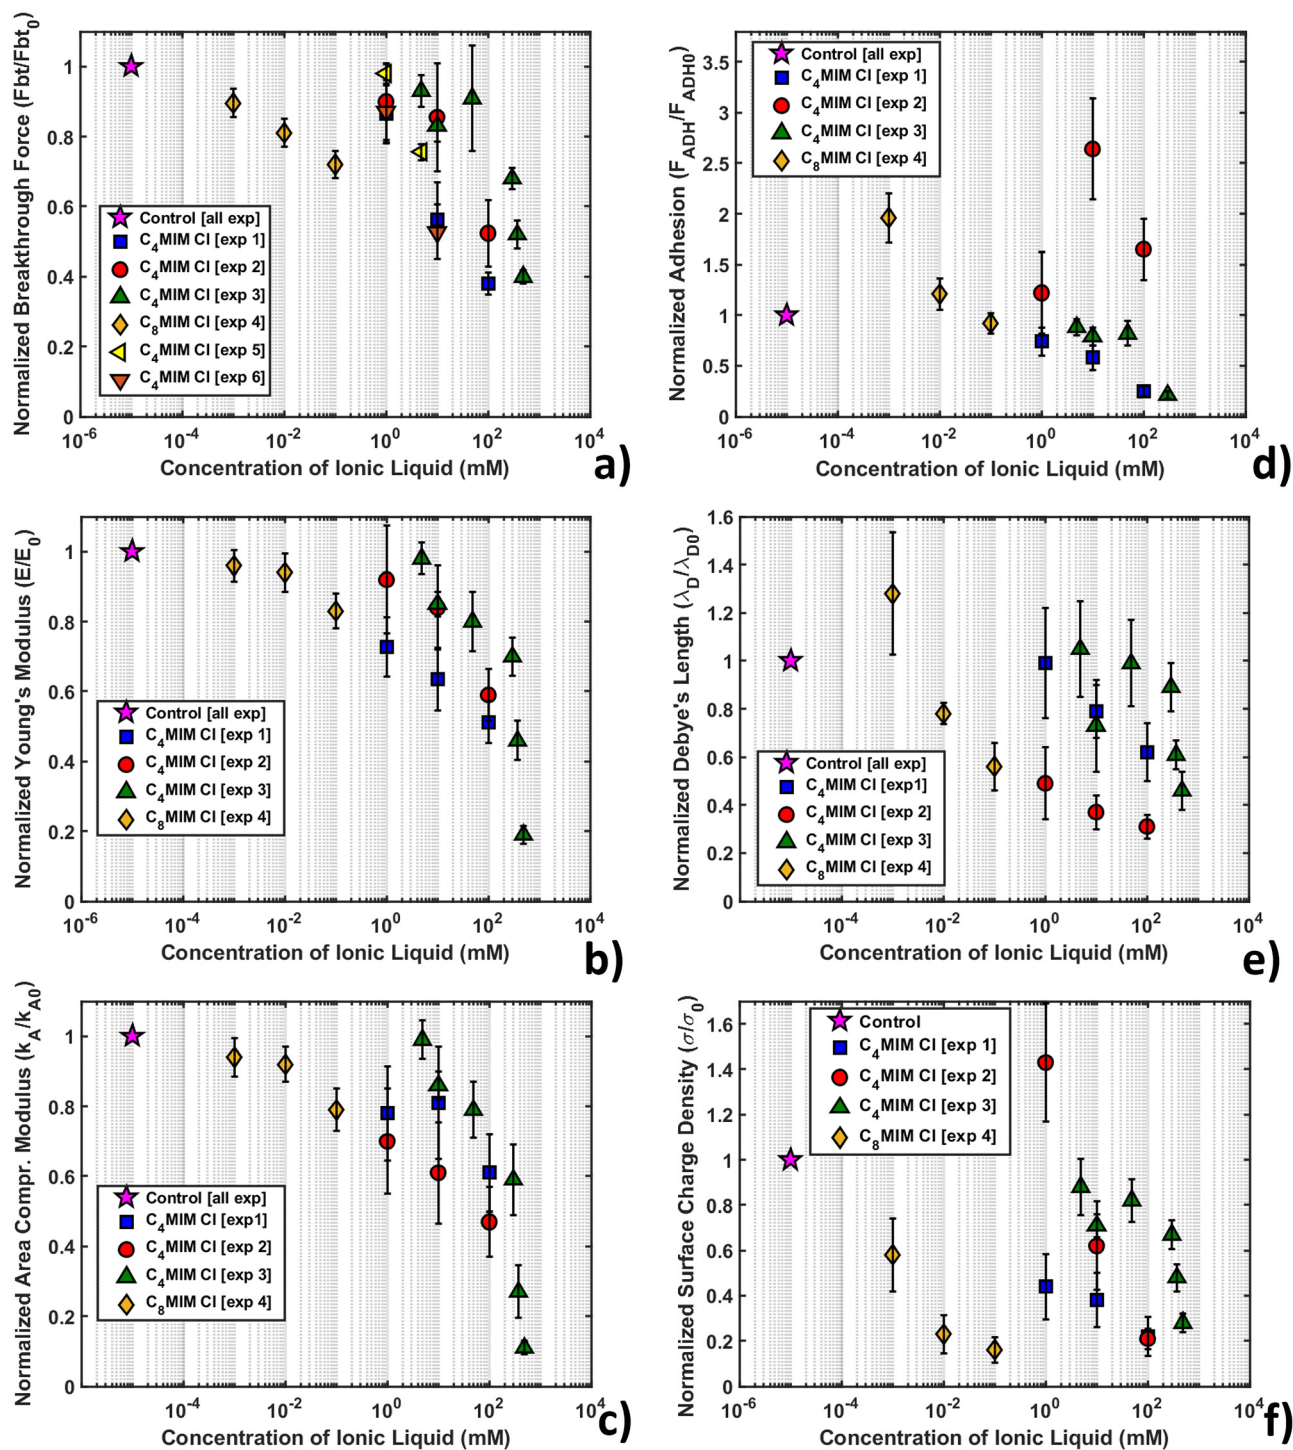 Normalized Breakthrough Force (Fbt/Fbt0)
1
0.8
0.6
0.4
0.2
0
Control [all exp]
C4MIM Cl [exp 1]
C4MIM Cl [exp 2]
C4MIM Cl [exp 3]
C8MIM Cl [exp 4]
C4MIM Cl [exp 5]
C4MIM Cl [exp 6]
10-6 10-4 10-2 100 102 104
Concentration of Ionic Liquid (mM)
a)
Normalized Adhesion (FADH/FADH0)
3.5
3
2.5
2
1.5
1
0.5
0
Control [all exp]
C4MIM Cl [exp 1]
C4MIM Cl [exp 2]
C4MIM Cl [exp 3]
C8MIM Cl [exp 4]
10-6 10-4 10-2 100 102 104
Concentration of Ionic Liquid (mM)
d)
Normalized Young's Modulus (E/E0)
1
0.8
0.6
0.4
0.2
0
Control [all exp]
C4MIM Cl [exp 1]
C4MIM Cl [exp 2]
C4MIM Cl [exp 3]
C8MIM Cl [exp 4]
10-6 10-4 10-2 100 102 104
Concentration of Ionic Liquid (mM)
b)
Normalized Debye's Length (λD/λD0)
1.6
1.4
1.2
1
0.8
0.6
0.4
0.2
0
Control [all exp]
C4MIM Cl [exp1]
C4MIM Cl [exp 2]
C4MIM Cl [exp 3]
C8MIM Cl [exp 4]
10-6 10-4 10-2 100 102 104
Concentration of Ionic Liquid (mM)
e)
Normalized Area Compr. Modulus (kA/kA0)
1
0.8
0.6
0.4
0.2
0
Control [all exp]
C4MIM Cl [exp1]
C4MIM Cl [exp 2]
C4MIM Cl [exp 3]
C8MIM Cl [exp 4]
10-6 10-4 10-2 100 102 104
Concentration of Ionic Liquid (mM)
c)
Normalized Surface Charge Density (σ/σ0)
1.6
1.4
1.2
1
0.8
0.6
0.4
0.2
0
Control
C4MIM Cl [exp 1]
C4MIM Cl [exp 2]
C4MIM Cl [exp 3]
C8MIM Cl [exp 4]
10-6 10-4 10-2 100 102 104
Concentration of Ionic Liquid (mM)
f)